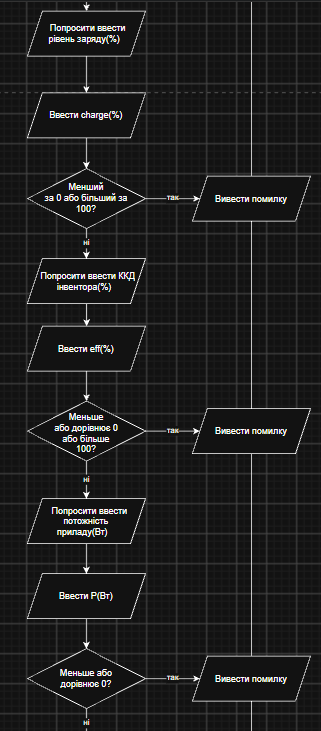 Попросити ввести
рівень заряду(%)
Ввести charge(%)
Менший
за 0 або більший за
100?
так
Вивести помилку
ні
Попросити ввести ККД
інвентора(%)
Ввести eff(%)
Меньше
або дорівнює 0
або більше
100?
так
Вивести помилку
ні
Попросити ввести
потожність
приладу(Вт)
Ввести P(Вт)
Меньше або
дорівнює 0?
так
Вивести помилку
ні